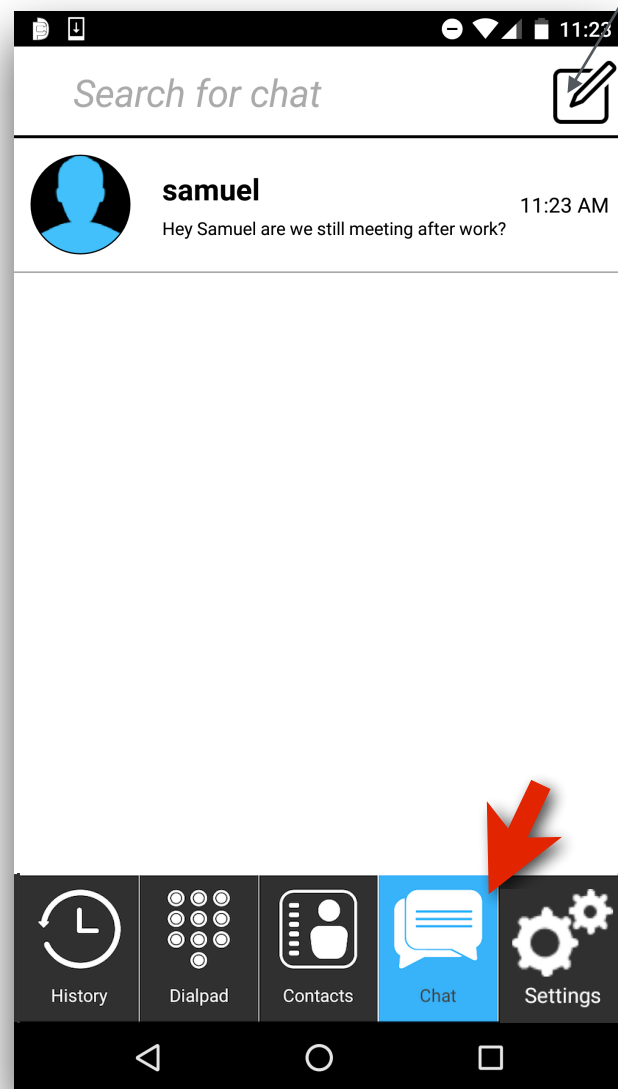 11:23
Search for chat
samuel
11:23 AM
Hey Samuel are we still meeting after work?
History
Dialpad
Contacts
Chat
Settings